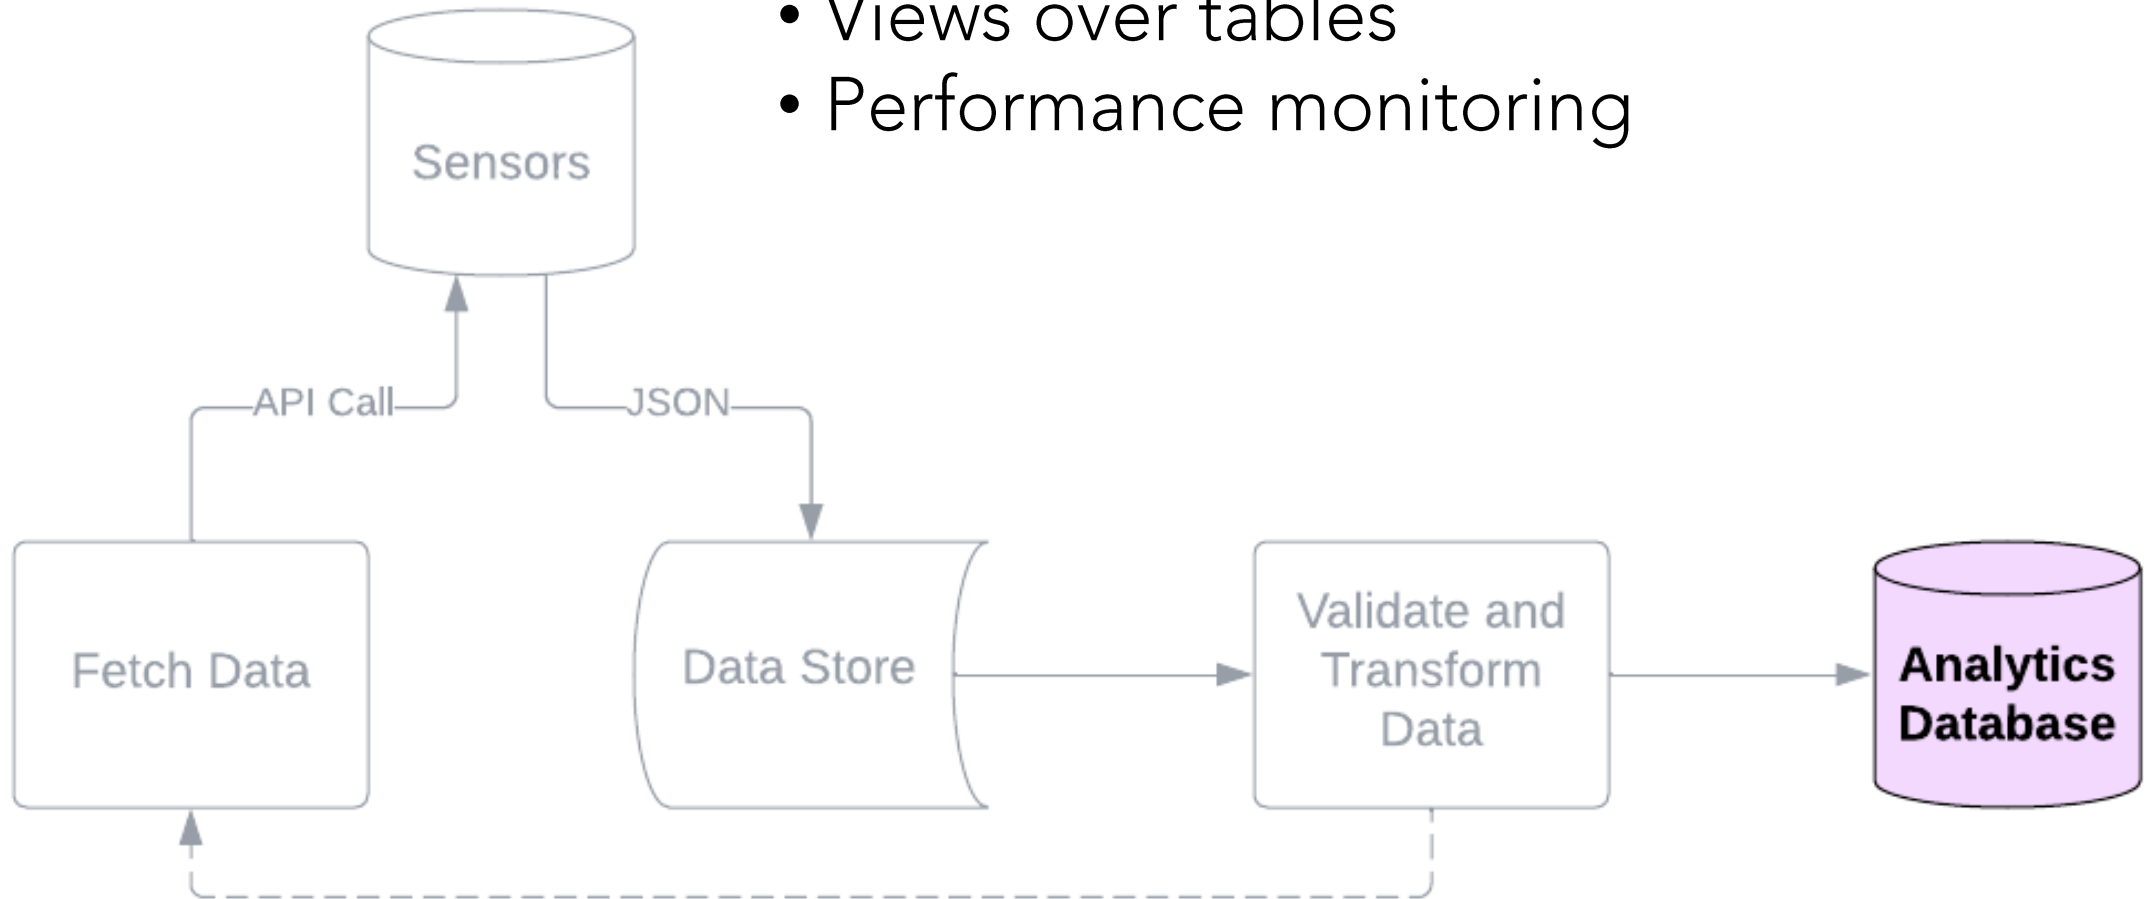 • Views over tables
• Performance monitoring
Sensors
API Call
JSON
Fetch Data
Data Store
Validate and
Transform
Data
Analytics
Database